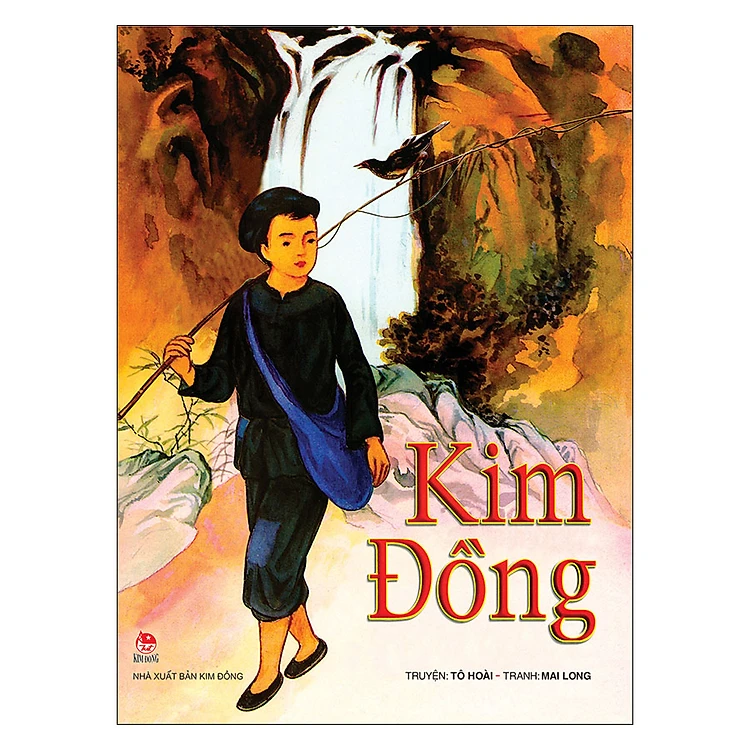 Kim
Đồng
KIM ĐỒNG
NHÀ XUẤT BẢN KIM ĐỒNG
TRUYỆN: TÔ HOÀI - TRANH: MAI LONG